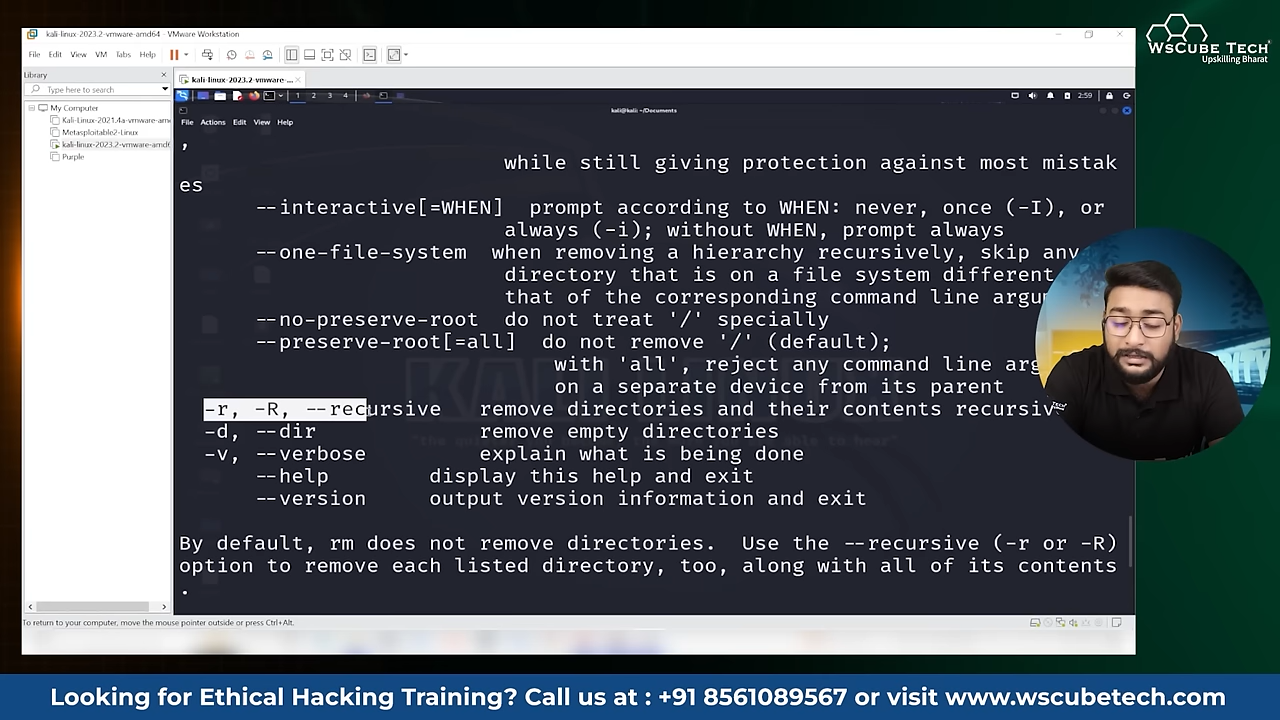 kali-linux-2023.2-vmware-amd64 - VMware Workstation
WsCube Tech
Upskilling Bharat
File Edit View VM Tabs Help
Library
Type here to search
My Computer
Kali-Linux-2021.4a-vmware-am
Metasploitable2-Linux
kali-linux-2023.2-vmware-amd6
Purple
kali-linux-2023.2-vmware-...
1 2 3 4
2:59
kali@kali: ~/Documents
File Actions Edit View Help
,
while still giving protection against most mistak
es
--interactive[=WHEN] prompt according to WHEN: never, once (-I), or
always (-i); without WHEN, prompt always
--one-file-system when removing a hierarchy recursively, skip any
directory that is on a file system different
that of the corresponding command line argu
--no-preserve-root do not treat '/' specially
--preserve-root[=all] do not remove '/' (default);
with 'all', reject any command line arg
on a separate device from its parent
-r, -R, --recursive remove directories and their contents recursiv
-d, --dir remove empty directories
-v, --verbose explain what is being done
--help display this help and exit
--version output version information and exit
By default, rm does not remove directories. Use the --recursive (-r or -R)
option to remove each listed directory, too, along with all of its contents
.
To return to your computer, move the mouse pointer outside or press Ctrl+Alt.
Looking for Ethical Hacking Training? Call us at : +91 8561089567 or visit www.wscubetech.com